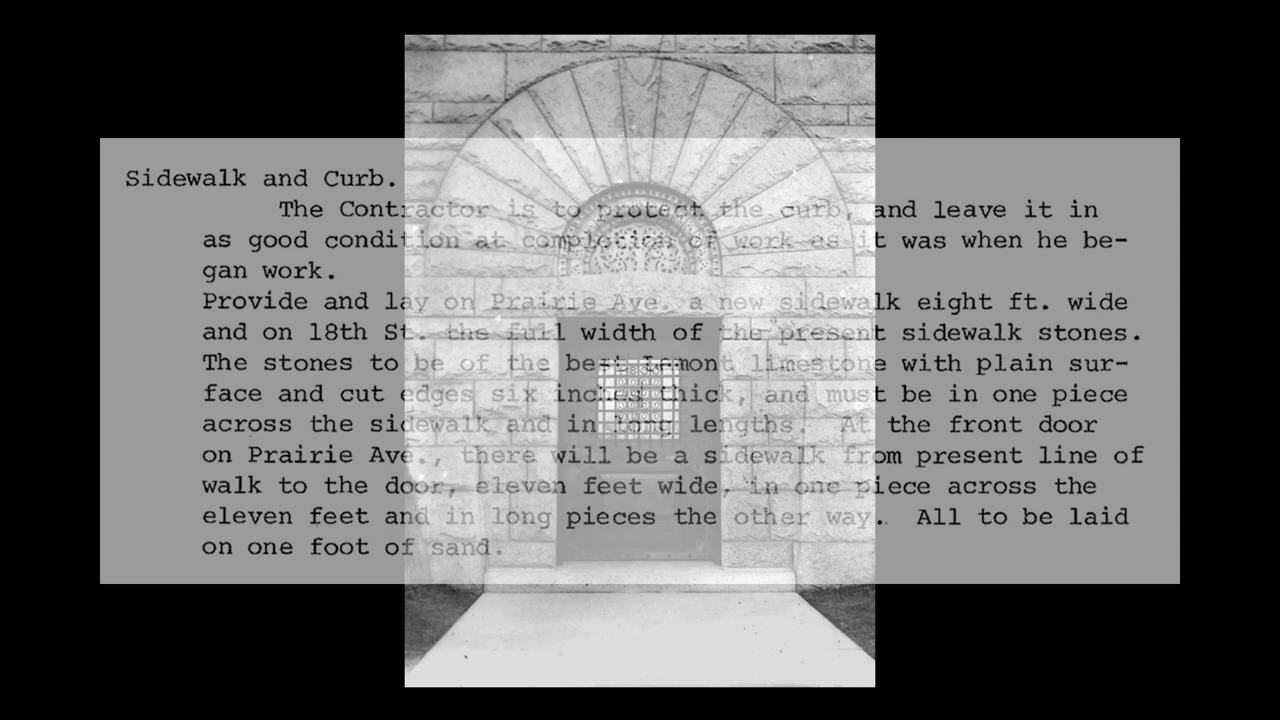 Sidewalk and Curb.
The Contractor is to protect the curb, and leave it in
as good condition at completion of work as it was when he be-
gan work.
Provide and lay on Prairie Ave. a new sidewalk eight ft. wide
and on 18th St. the full width of the present sidewalk stones.
The stones to be of the best Lemont limestone with plain sur-
face and cut edges six inches thick, and must be in one piece
across the sidewalk and in long lengths. At the front door
on Prairie Ave., there will be a sidewalk from present line of
walk to the door, eleven feet wide, in one piece across the
eleven feet and in long pieces the other way. All to be laid
on one foot of sand.